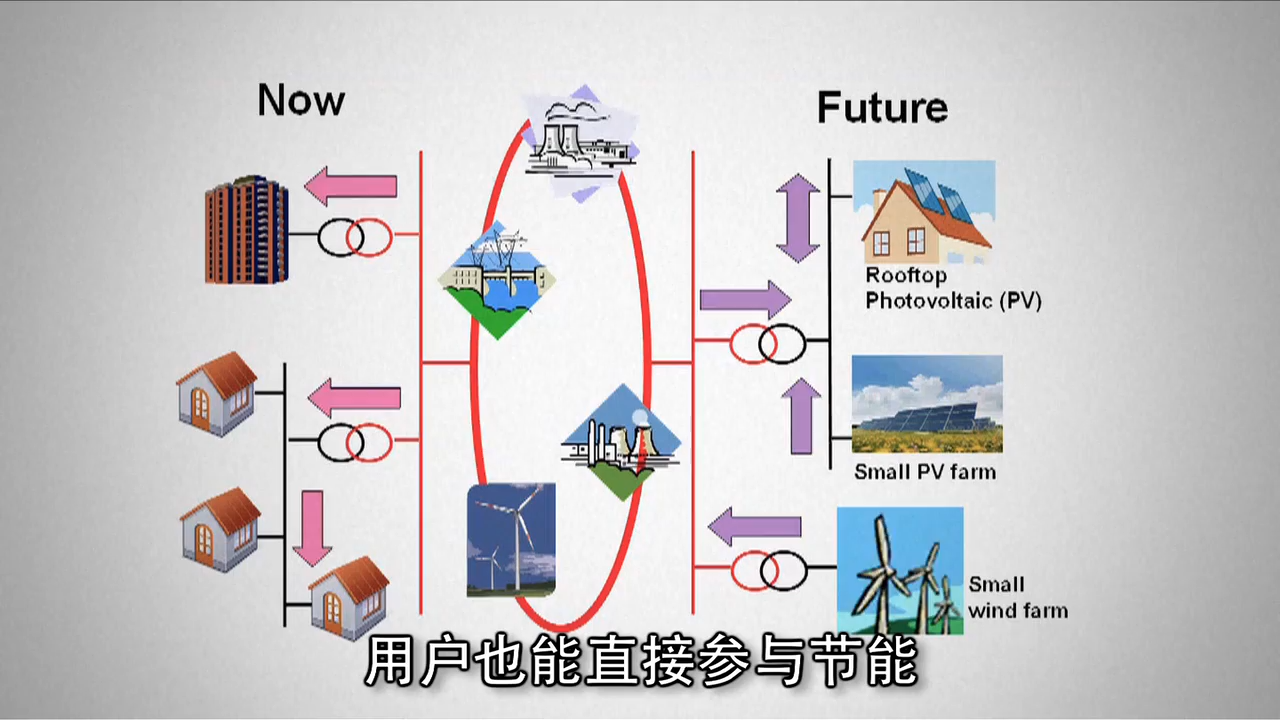 Now
Future
Rooftop
Photovoltaic (PV)
Small PV farm
Small
wind farm
用户也能直接参与节能